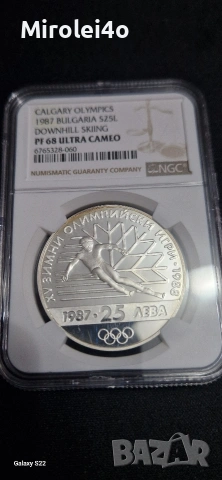 Mirolei4o
CALGARY OLYMPICS
1987 BULGARIA S25L
DOWNHILL SKIING
PF 68 ULTRA CAMEO
6765328-060
NGC
NUMISMATIC GUARANTY COMPANY
XV ЗИМНИ ОЛИМПИЙСКИ ИГРИ · 1988
1987 · 25 ЛЕВА
Galaxy S22
BAZAR